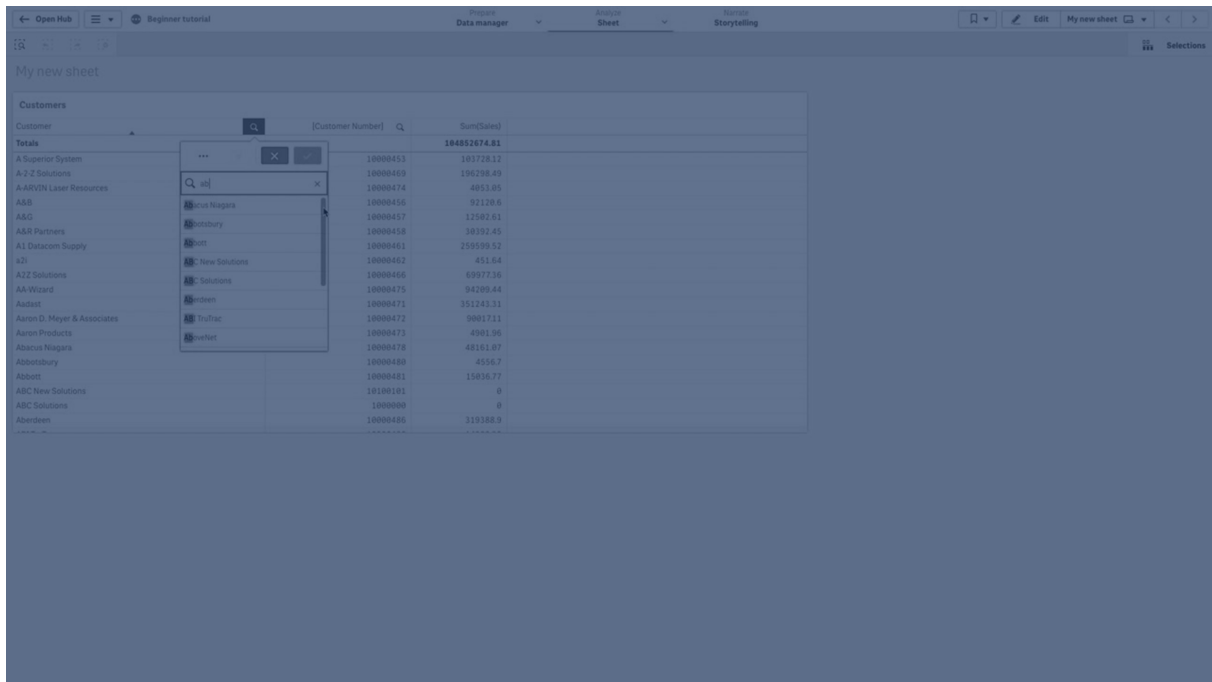 Open Hub
Beginner tutorial
Prepare
Data manager
Analyze
Sheet
Narrate
Storytelling
Edit
My new sheet
Selections
My new sheet
Customers
Customer [Customer Number] Sum(Sales)
Totals 104852674.81
A Superior System 10000453 103728.12
A-2-Z Solutions 10000469 196298.49
A-ARVIN Laser Resources 10000474 4053.05
A&B 10000456 92120.6
A&G 10000457 12502.61
A&R Partners 10000458 10392.45
A1 Datacom Supply 10000461 259599.52
a2i 10000462 451.64
A2Z Solutions 10000466 69977.36
AA-Wizard 10000475 94209.44
Aadast 10000471 351243.31
Aaron D. Meyer & Associates 10000472 90017.11
Aaron Products 10000473 4901.96
Abacus Niagara 10000478 48161.07
Abbotsbury 10000480 4556.7
Abbott 10000481 15036.77
ABC New Solutions 10100101 0
ABC Solutions 1000000 0
Aberdeen 10000486 319388.9
ab
Abacus Niagara
Abbotsbury
Abbott
ABC New Solutions
ABC Solutions
Aberdeen
ABI TruTrac
AboveNet